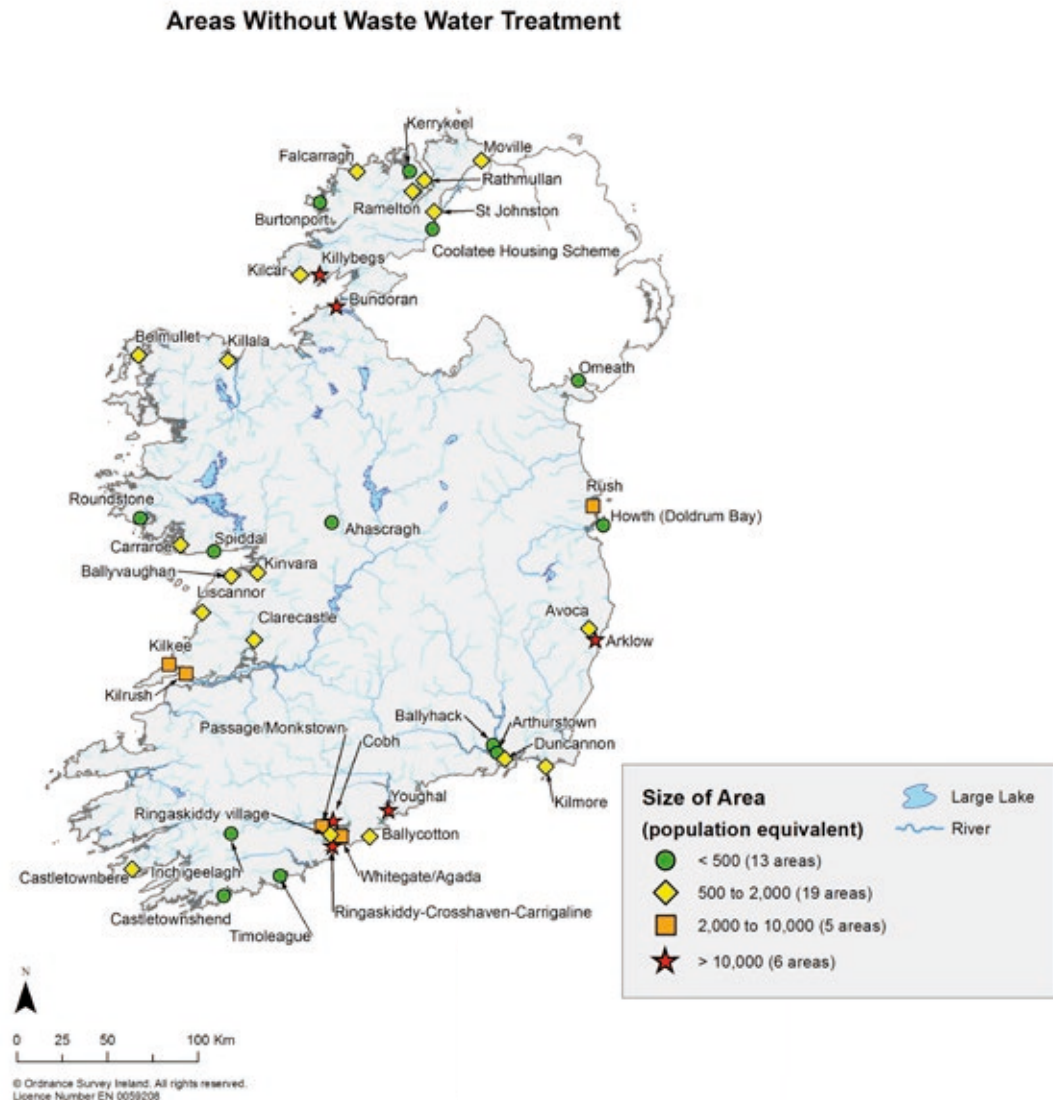 Areas Without Waste Water Treatment
Kerrykeel
Moville
Falcarragh
Rathmullan
Ramelton
St Johnston
Burtonport
Coolatee Housing Scheme
Killybegs
Kilcar
Bundoran
Belmullet
Killala
Omeath
Rush
Roundstone
Howth (Doldrum Bay)
Ahascragh
Carraroe
Spiddal
Kinvara
Ballyvaughan
Liscannor
Clarecastle
Avoca
Arklow
Kilkee
Kilrush
Ballyhack
Arthurstown
Passage/Monkstown
Cobh
Duncannon
Kilmore
Youghal
Ringaskiddy village
Ballycotton
Castletownbere
Inchigeelagh
Whitegate/Agada
Castletownshend
Ringaskiddy-Crosshaven-Carrigaline
Timoleague
Size of Area
(population equivalent)
< 500 (13 areas)
500 to 2,000 (19 areas)
2,000 to 10,000 (5 areas)
> 10,000 (6 areas)
Large Lake
River
N
0 25 50 100 Km
© Ordnance Survey Ireland. All rights reserved.
Licence Number EN 0059208